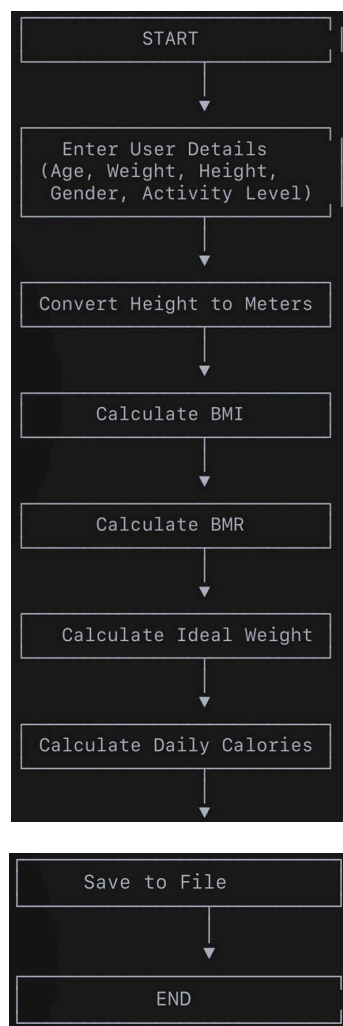 START
Enter User Details
(Age, Weight, Height,
Gender, Activity Level)
Convert Height to Meters
Calculate BMI
Calculate BMR
Calculate Ideal Weight
Calculate Daily Calories
Save to File
END